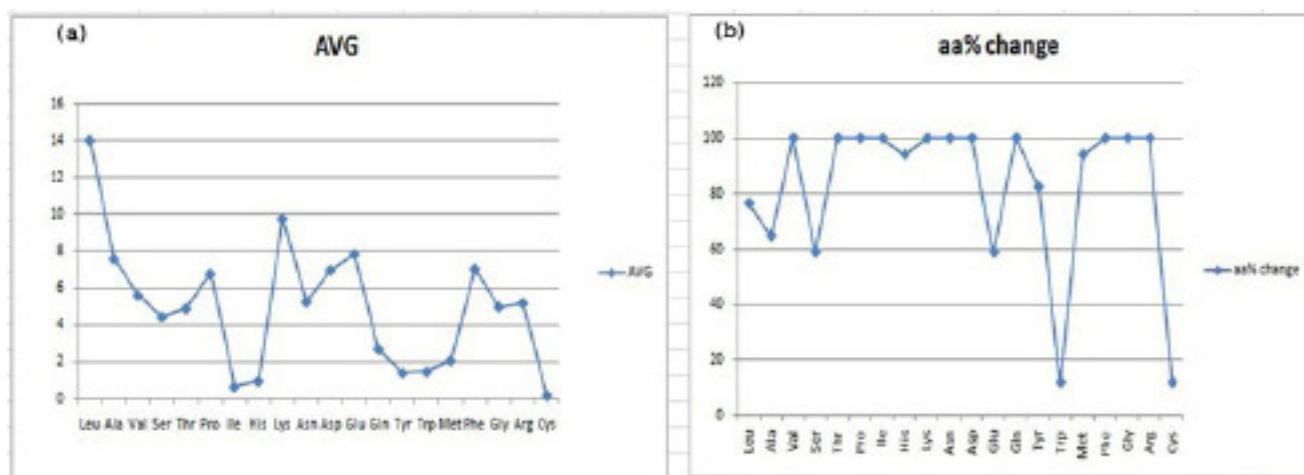 (a)
AVG
16
14
12
10
8
6
4
2
0
Leu Ala Val Ser Thr Pro Ile His Lys Asn Asp Glu Gln Tyr Trp Met Phe Gly Arg Cys
AVG
(b)
aa% change
120
100
80
60
40
20
0
Leu Ala Val Ser Thr Pro Ile His Lys Asn Asp Glu Gln Tyr Trp Met Phe Gly Arg Cys
aa% change